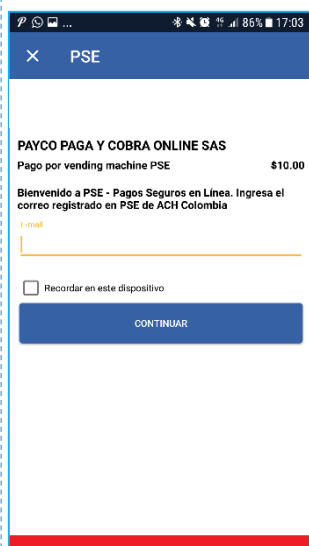 ... 86% 17:03
PSE
PAYCO PAGA Y COBRA ONLINE SAS
Pago por vending machine PSE $10.00
Bienvenido a PSE - Pagos Seguros en Línea. Ingresa el
correo registrado en PSE de ACH Colombia
E-mail
Recordar en este dispositivo
CONTINUAR